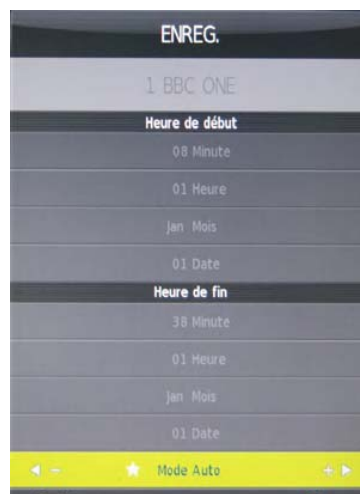 ENREG.
1 BBC ONE
Heure de début
08 Minute
01 Heure
Jan Mois
01 Date
Heure de fin
38 Minute
01 Heure
Jan Mois
01 Date
Mode Auto